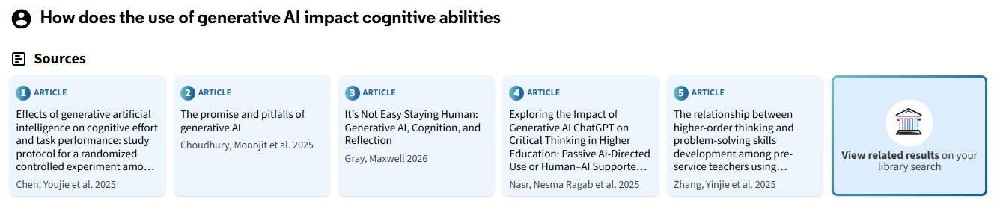 How does the use of generative AI impact cognitive abilities
Sources
1 ARTICLE
Effects of generative artificial
intelligence on cognitive effort
and task performance: study
protocol for a randomized
controlled experiment amo…
Chen, Youjie et al. 2025
2 ARTICLE
The promise and pitfalls of
generative AI
Choudhury, Monojit et al. 2025
3 ARTICLE
It’s Not Easy Staying Human:
Generative AI, Cognition, and
Reflection
Gray, Maxwell 2026
4 ARTICLE
Exploring the Impact of
Generative AI ChatGPT on
Critical Thinking in Higher
Education: Passive AI-Directed
Use or Human–AI Supporte…
Nasr, Nesma Ragab et al. 2025
5 ARTICLE
The relationship between
higher-order thinking and
problem-solving skills
development among pre-
service teachers using…
Zhang, Yinjie et al. 2025
View related results on your
library search